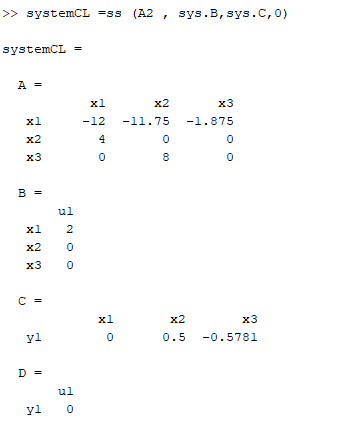 >> systemCL =ss (A2 , sys.B,sys.C,0)
systemCL =
A =
x1 x2 x3
x1 -12 -11.75 -1.875
x2 4 0 0
x3 0 8 0
B =
u1
x1 2
x2 0
x3 0
C =
x1 x2 x3
y1 0 0.5 -0.5781
D =
u1
y1 0